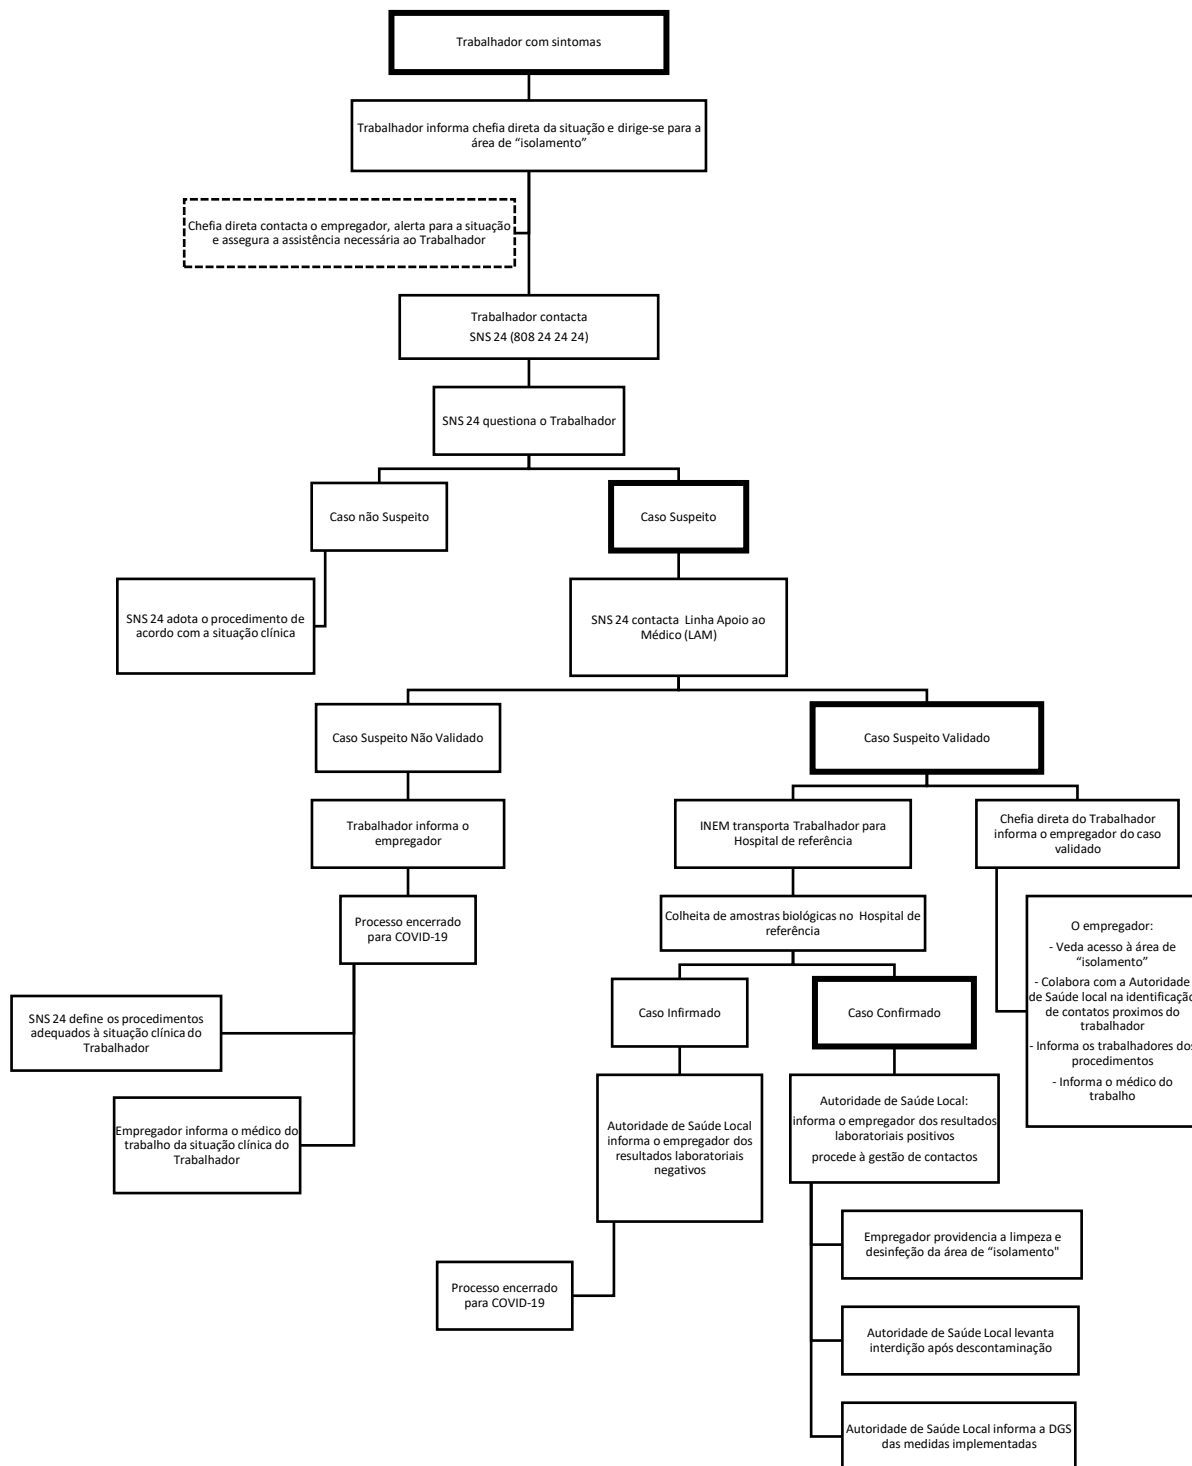 Trabalhador com sintomas
Trabalhador informa chefia direta da situação e dirige-se para a
área de “isolamento”
Chefia direta contacta o empregador, alerta para a situação
e assegura a assistência necessária ao Trabalhador
Trabalhador contacta
SNS 24 (808 24 24 24)
SNS 24 questiona o Trabalhador
Caso não Suspeito
Caso Suspeito
SNS 24 adota o procedimento de
acordo com a situação clínica
SNS 24 contacta Linha Apoio ao
Médico (LAM)
Caso Suspeito Não Validado
Caso Suspeito Validado
Trabalhador informa o
empregador
INEM transporta Trabalhador para
Hospital de referência
Chefia direta do Trabalhador
informa o empregador do caso
validado
Processo encerrado
para COVID-19
Colheita de amostras biológicas no Hospital de
referência
O empregador:
- Veda acesso à área de
“isolamento”
- Colabora com a Autoridade
de Saúde local na identificação
de contatos proximos do
trabalhador
- Informa os trabalhadores dos
procedimentos
- Informa o médico do
trabalho
SNS 24 define os procedimentos
adequados à situação clínica do
Trabalhador
Caso Infirmado
Caso Confirmado
Empregador informa o médico do
trabalho da situação clínica do
Trabalhador
Autoridade de Saúde Local
informa o empregador dos
resultados laboratoriais
negativos
Autoridade de Saúde Local:
informa o empregador dos resultados
laboratoriais positivos
procede à gestão de contactos
Processo encerrado
para COVID-19
Empregador providencia a limpeza e
desinfeção da área de “isolamento"
Autoridade de Saúde Local levanta
interdição após descontaminação
Autoridade de Saúde Local informa a DGS
das medidas implementadas